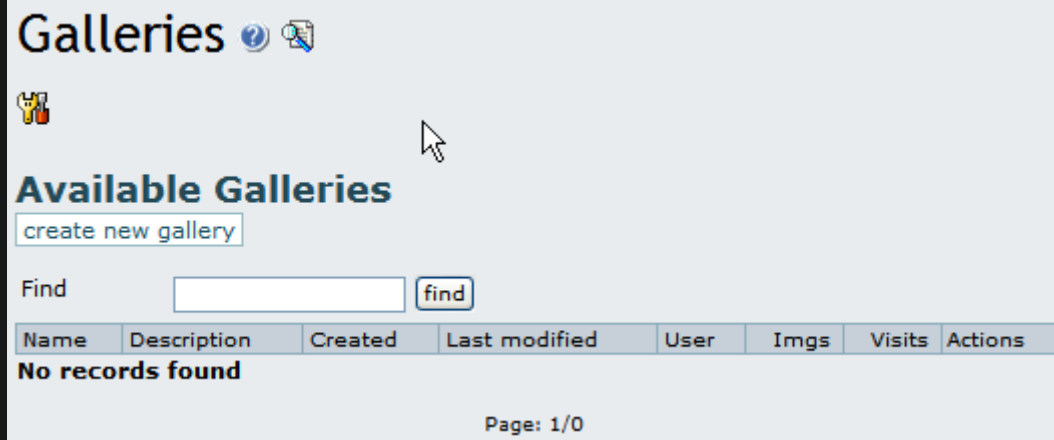 Galleries
Available Galleries
create new gallery
Find find
Name Description Created Last modified User Imgs Visits Actions
No records found
Page: 1/0